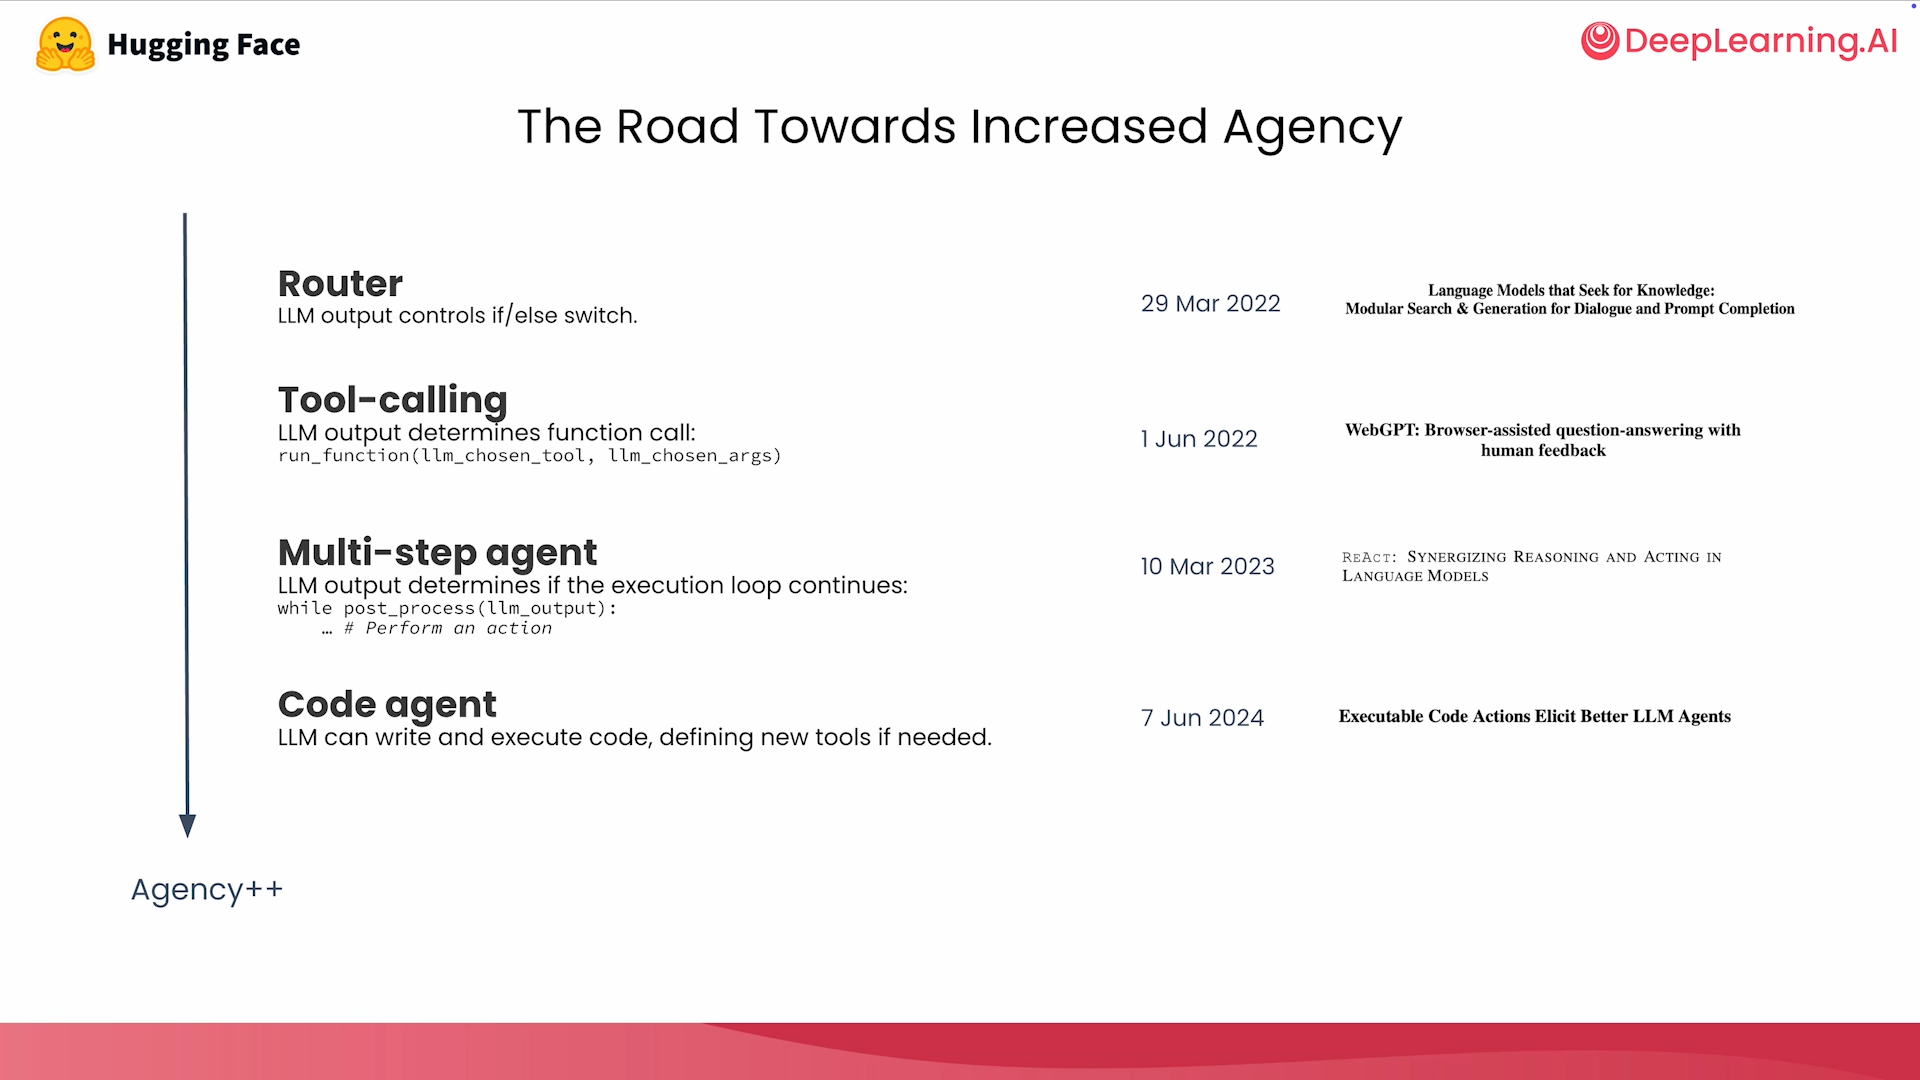 Hugging Face
DeepLearning.AI
The Road Towards Increased Agency
Router
LLM output controls if/else switch.
29 Mar 2022
Language Models that Seek for Knowledge:
Modular Search & Generation for Dialogue and Prompt Completion
Tool-calling
LLM output determines function call:
run_function(llm_chosen_tool, llm_chosen_args)
1 Jun 2022
WebGPT: Browser-assisted question-answering with
human feedback
Multi-step agent
LLM output determines if the execution loop continues:
while post_process(llm_output):
… # Perform an action
10 Mar 2023
ReAct: Synergizing Reasoning and Acting in
Language Models
Code agent
LLM can write and execute code, defining new tools if needed.
7 Jun 2024
Executable Code Actions Elicit Better LLM Agents
Agency++